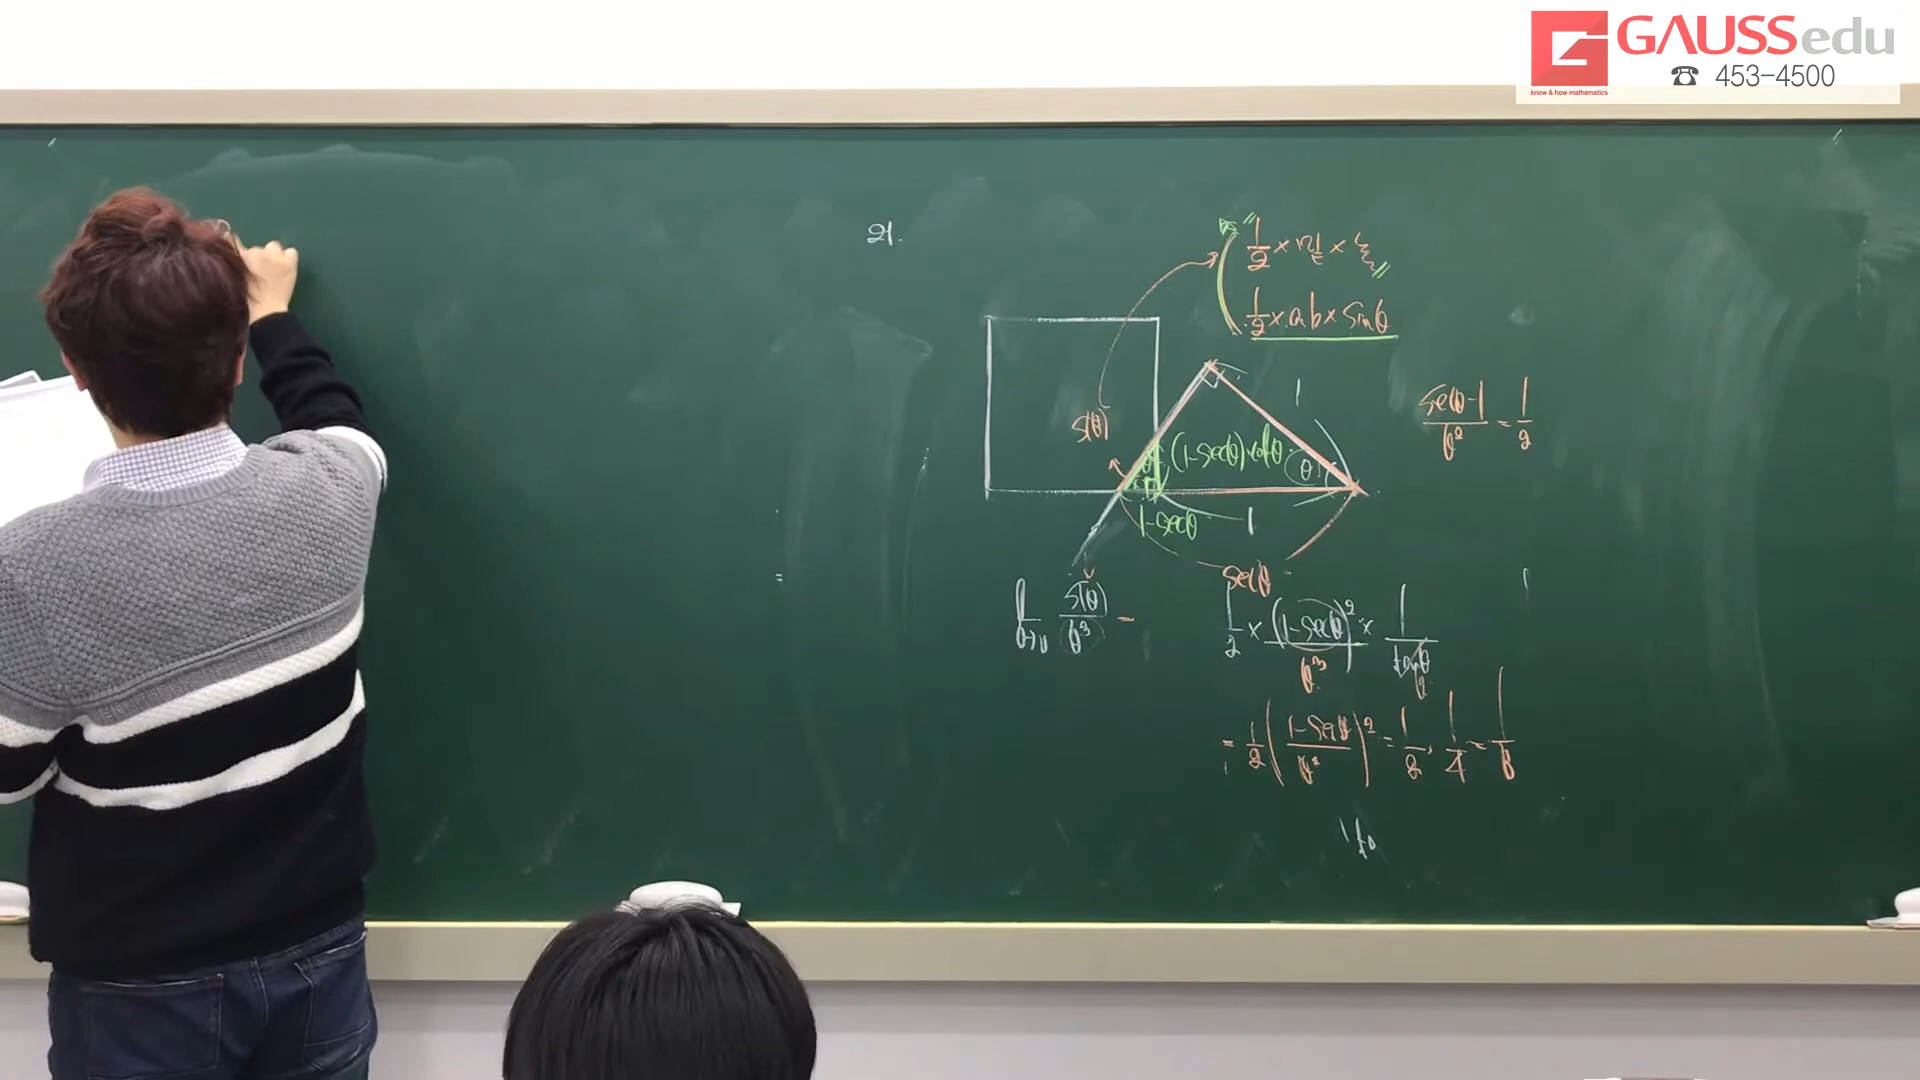 GAUSSedu
know & how mathematics
☎ 453-4500
21.
1/2 × 밑 ×
1/2 × ab × sinθ
secθ-1/θ² = 1/2
S(θ)
1
θ
(1-secθ)cotθ
1-secθ
1
secθ
lim θ→0 S(θ)/θ³ =
1/2 × (1-secθ)²/θ³ × 1/tanθ
= 1/2 (1-secθ/θ²)² = 1/2 · 1/4 = 1/8